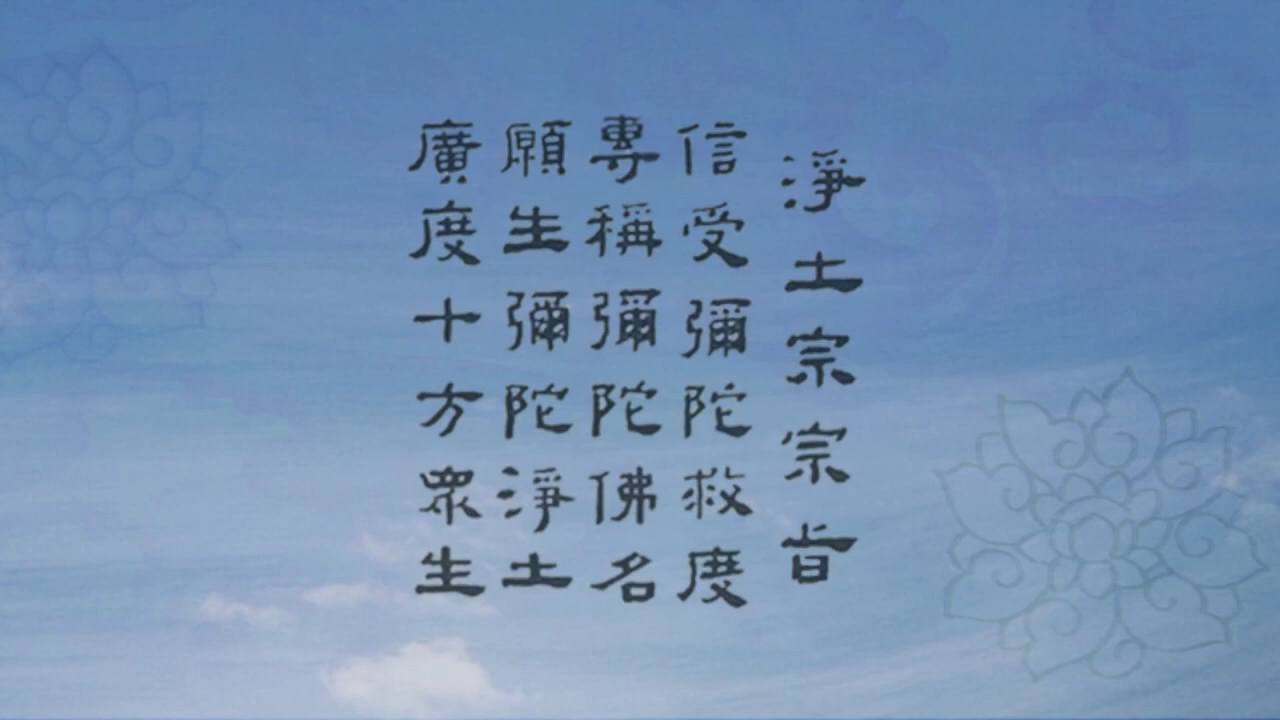 淨土宗宗旨
信受彌陀救度
專稱彌陀佛名
願生彌陀淨土
廣度十方眾生